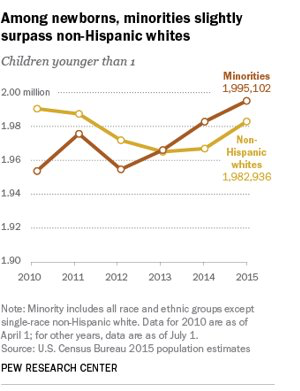 Among newborns, minorities slightly
surpass non-Hispanic whites
Children younger than 1
Minorities
1,995,102
2.00 million
1.98
1.96
1.94
1.92
1.90
Non-
Hispanic
whites
1,982,936
2010 2011 2012 2013 2014 2015
Note: Minority includes all race and ethnic groups except
single-race non-Hispanic white. Data for 2010 are as of
April 1; for other years, data are as of July 1.
Source: U.S. Census Bureau 2015 population estimates
PEW RESEARCH CENTER